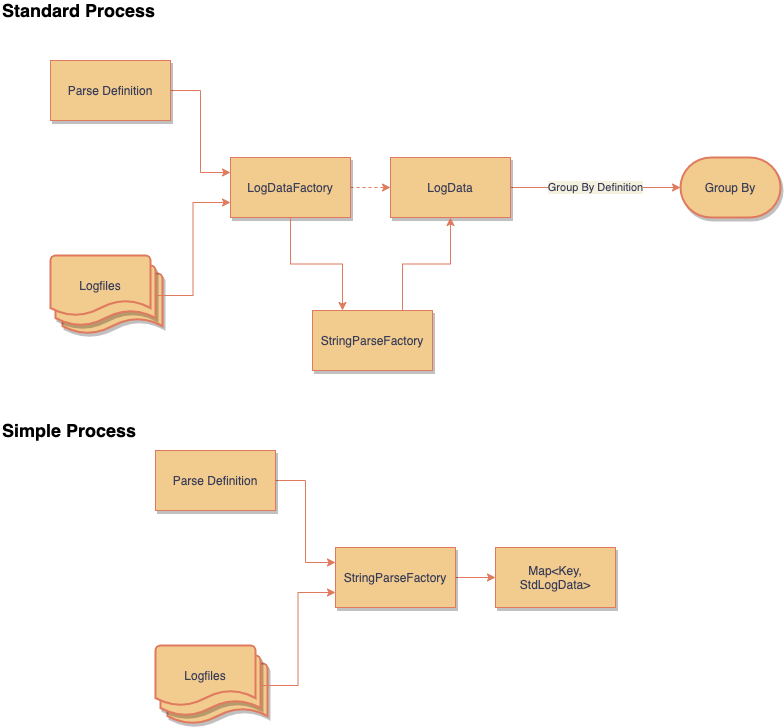 Standard Process
Parse Definition
LogDataFactory
LogData
Group By Definition
Group By
Logfiles
StringParseFactory
Simple Process
Parse Definition
StringParseFactory
Map<Key,
StdLogData>
Logfiles